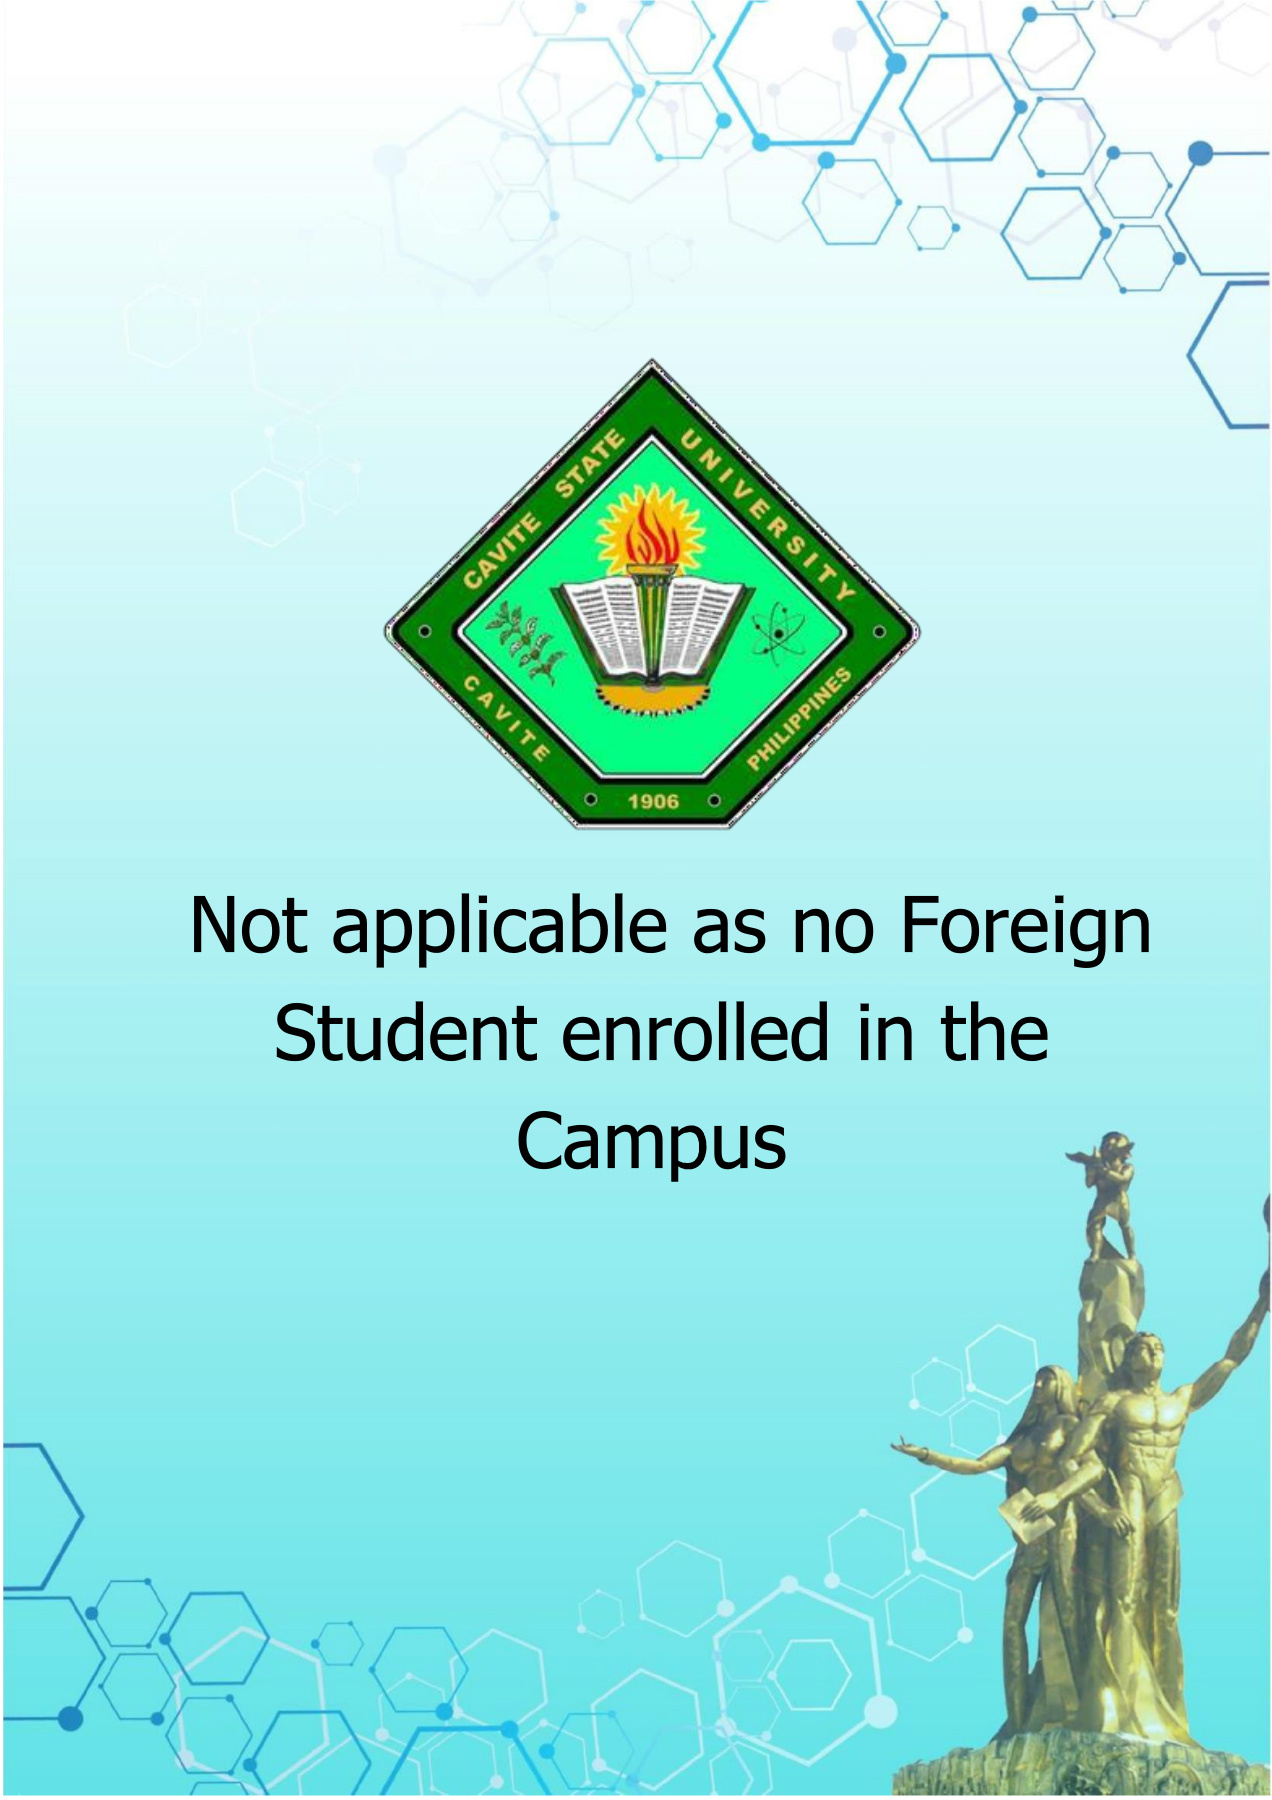 CAVITE STATE UNIVERSITY
CAVITE
PHILIPPINES
1906
Not applicable as no Foreign
Student enrolled in the
Campus